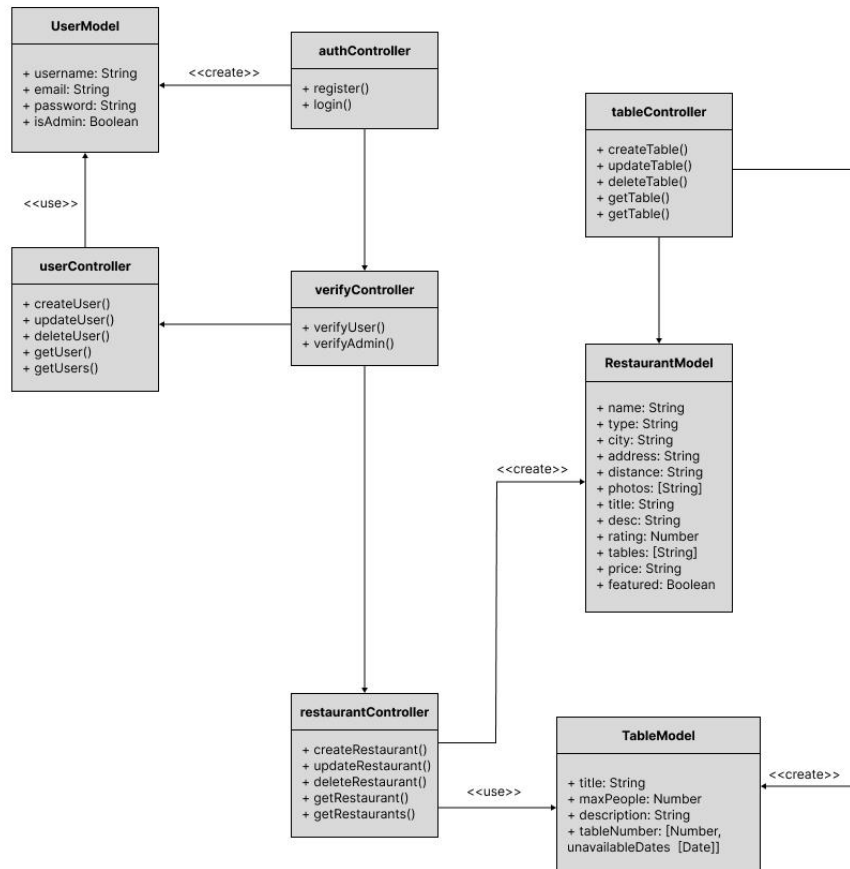 UserModel
+ username: String
+ email: String
+ password: String
+ isAdmin: Boolean
<<create>>
authController
+ register()
+ login()
tableController
+ createTable()
+ updateTable()
+ deleteTable()
+ getTable()
+ getTable()
<<use>>
userController
+ createUser()
+ updateUser()
+ deleteUser()
+ getUser()
+ getUsers()
verifyController
+ verifyUser()
+ verifyAdmin()
RestaurantModel
+ name: String
+ type: String
+ city: String
+ address: String
+ distance: String
+ photos: [String]
+ title: String
+ desc: String
+ rating: Number
+ tables: [String]
+ price: String
+ featured: Boolean
<<create>>
restaurantController
+ createRestaurant()
+ updateRestaurant()
+ deleteRestaurant()
+ getRestaurant()
+ getRestaurants()
<<use>>
TableModel
+ title: String
+ maxPeople: Number
+ description: String
+ tableNumber: [Number,
unavailableDates [Date]]
<<create>>